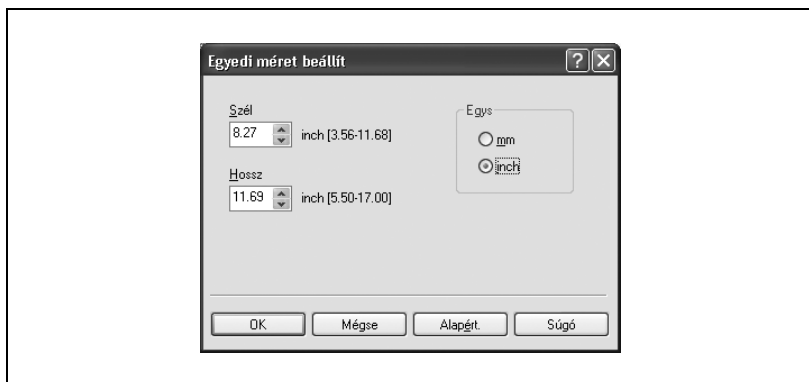 Egyedi méret beállít
Szél
8.27 inch [3.56-11.68]
Hossz
11.69 inch [5.50-17.00]
Egys
mm
inch
OK Mégse Alapért. Súgó